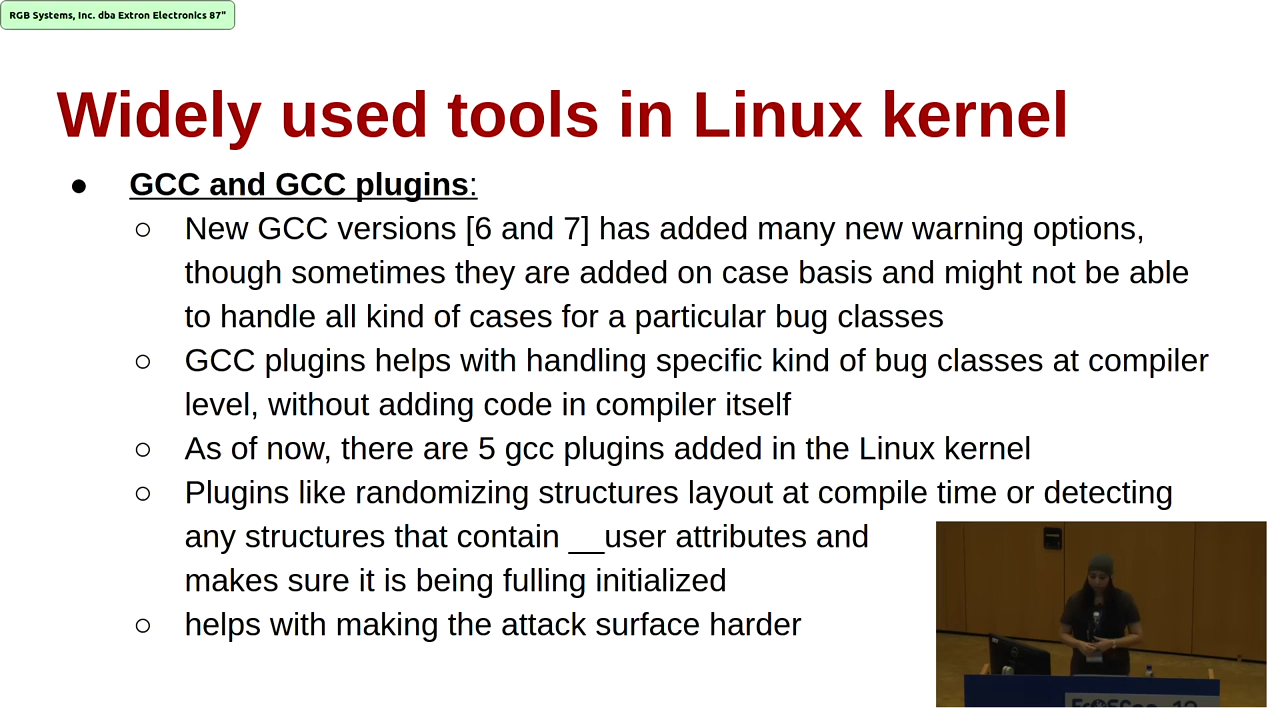 RGB Systems, Inc. dba Extron Electronics 87"
Widely used tools in Linux kernel
● GCC and GCC plugins:
○ New GCC versions [6 and 7] has added many new warning options,
though sometimes they are added on case basis and might not be able
to handle all kind of cases for a particular bug classes
○ GCC plugins helps with handling specific kind of bug classes at compiler
level, without adding code in compiler itself
○ As of now, there are 5 gcc plugins added in the Linux kernel
○ Plugins like randomizing structures layout at compile time or detecting
any structures that contain __user attributes and
makes sure it is being fulling initialized
○ helps with making the attack surface harder